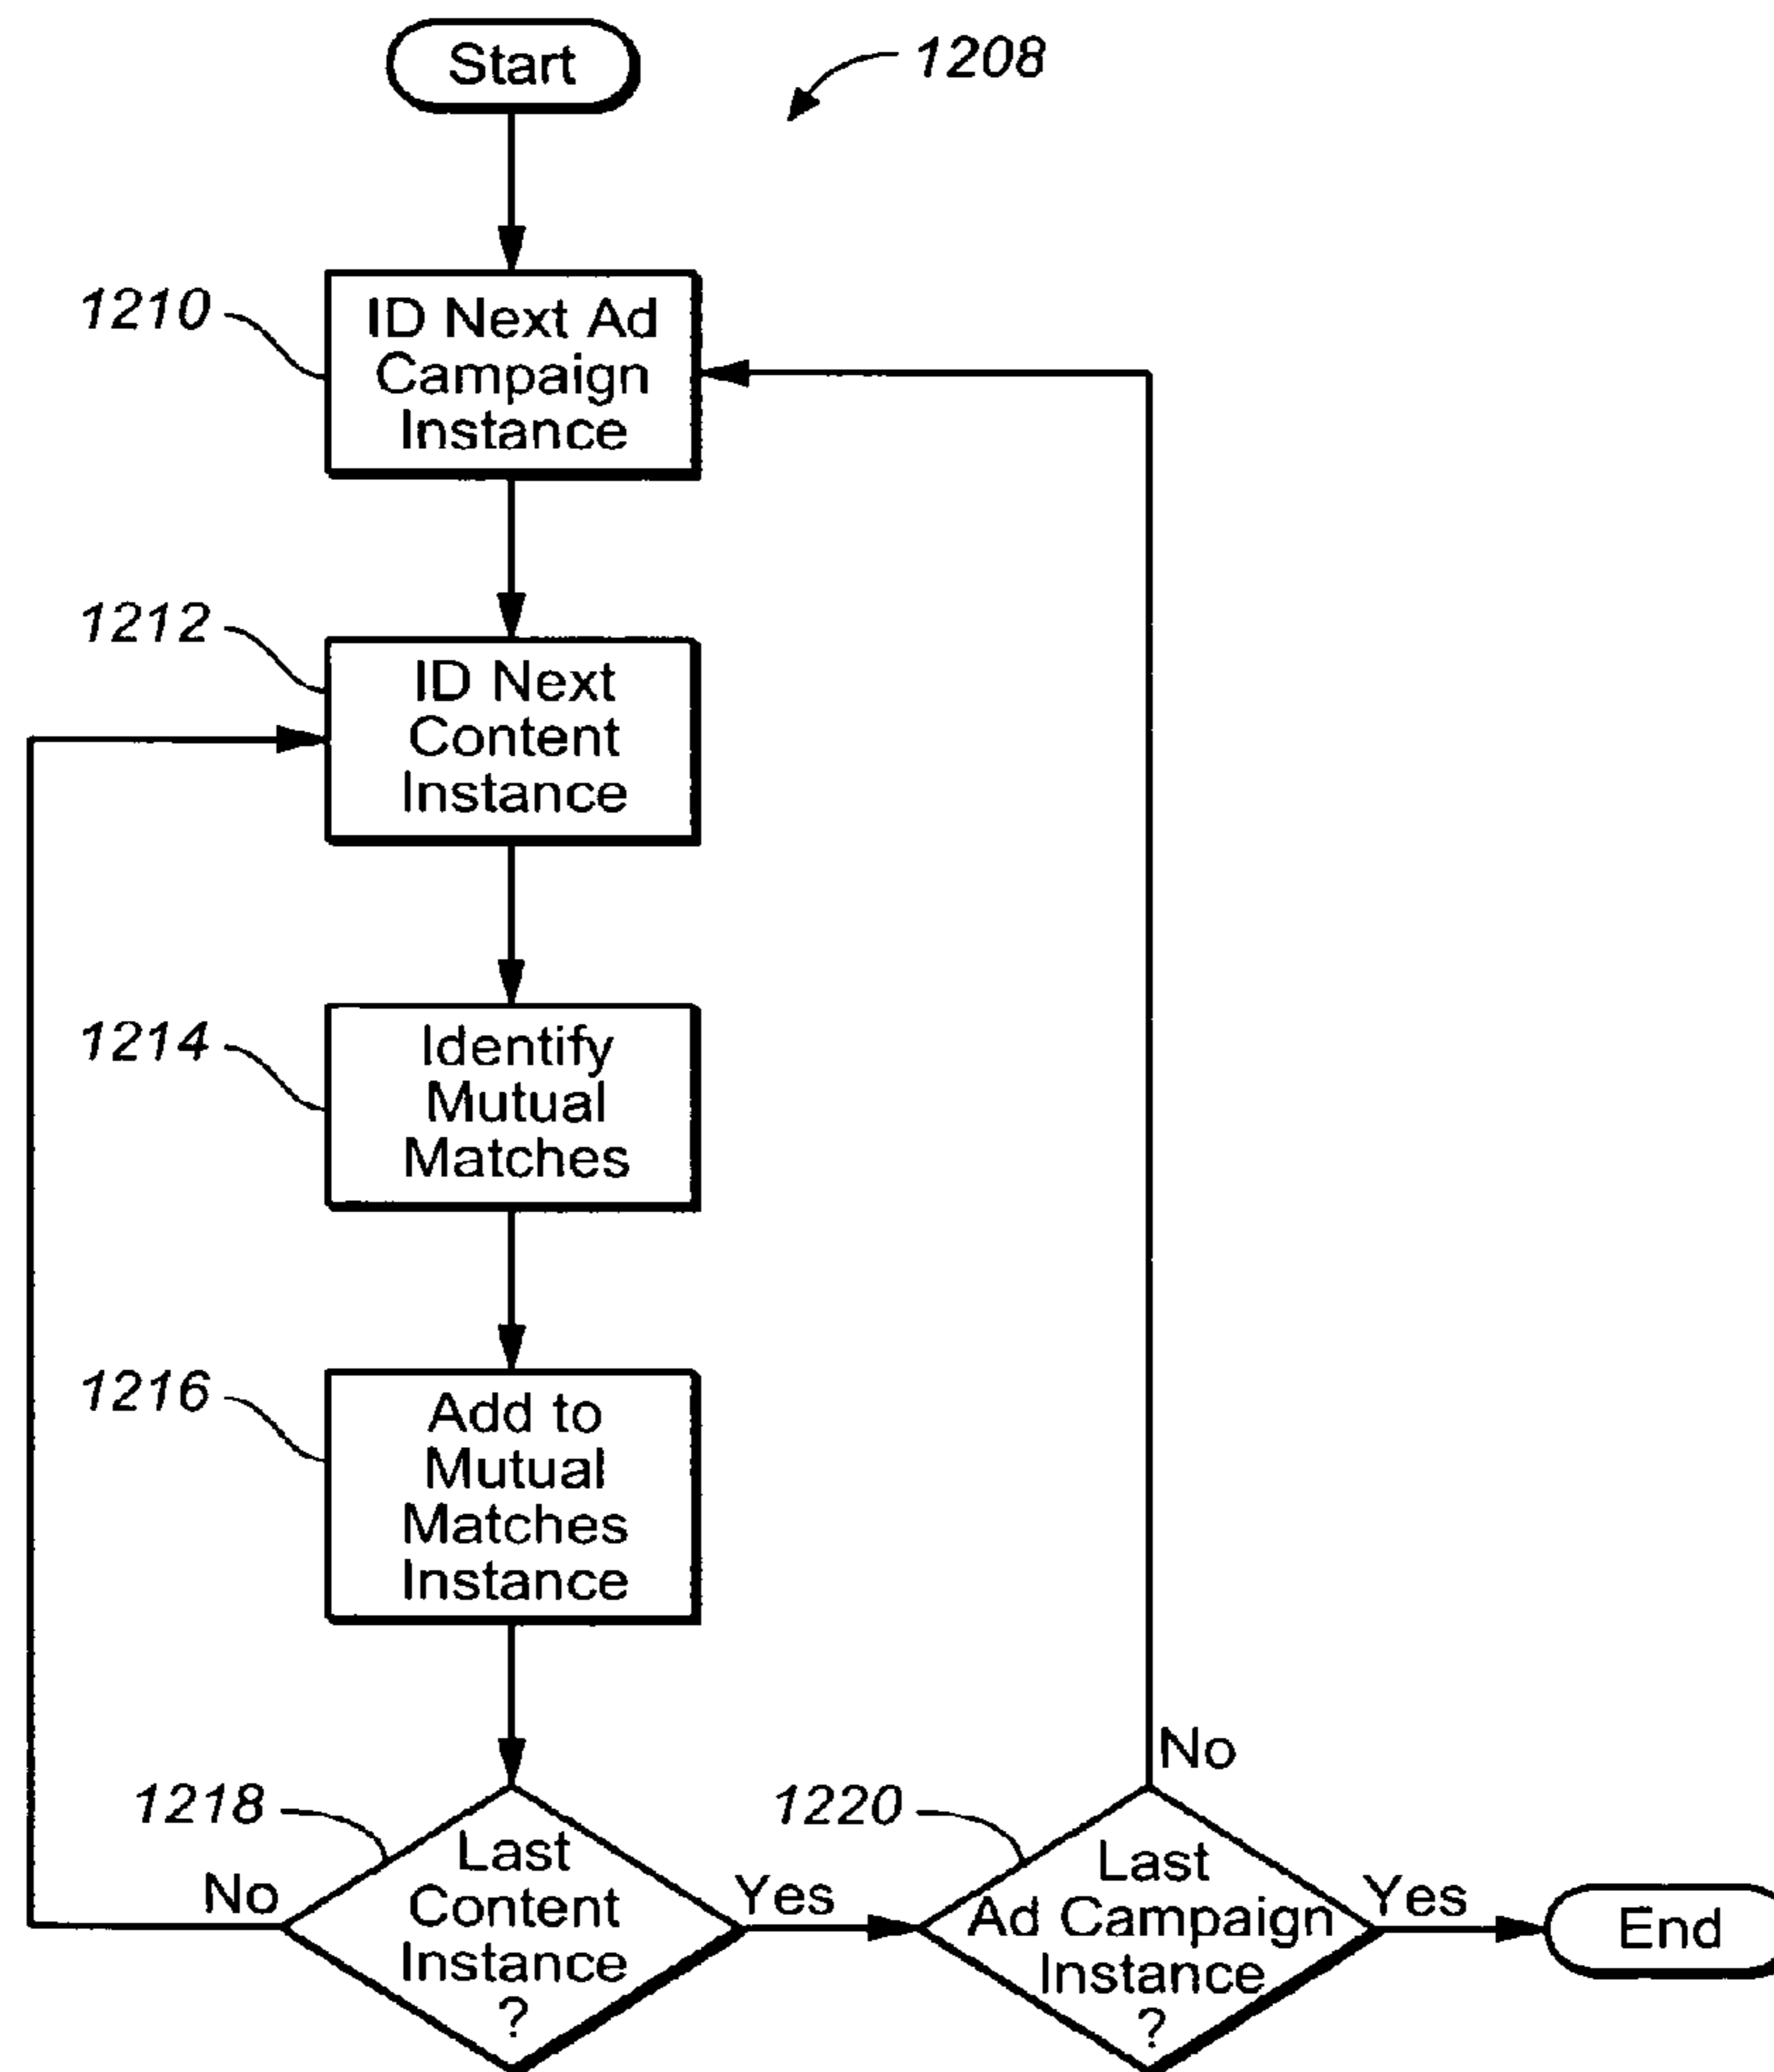 Start
1208
1210
ID Next Ad
Campaign
Instance
1212
ID Next
Content
Instance
1214
Identify
Mutual
Matches
1216
Add to
Mutual
Matches
Instance
1218
Last
Content
Instance
?
No
Yes
1220
Last
Ad Campaign
Instance
?
No
Yes
End